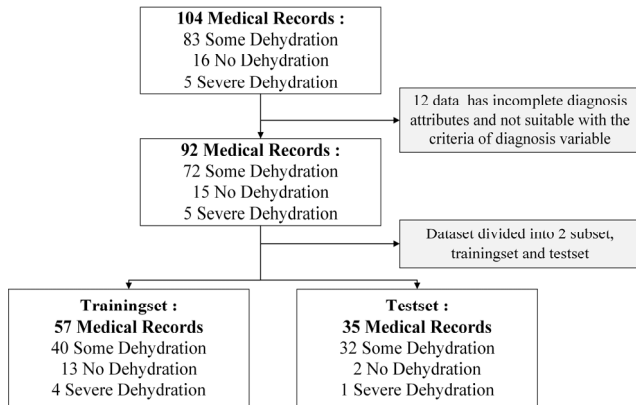 104 Medical Records :
83 Some Dehydration
16 No Dehydration
5 Severe Dehydration
12 data has incomplete diagnosis
attributes and not suitable with the
criteria of diagnosis variable
92 Medical Records :
72 Some Dehydration
15 No Dehydration
5 Severe Dehydration
Dataset divided into 2 subset,
trainingset and testset
Trainingset :
57 Medical Records
40 Some Dehydration
13 No Dehydration
4 Severe Dehydration
Testset :
35 Medical Records
32 Some Dehydration
2 No Dehydration
1 Severe Dehydration